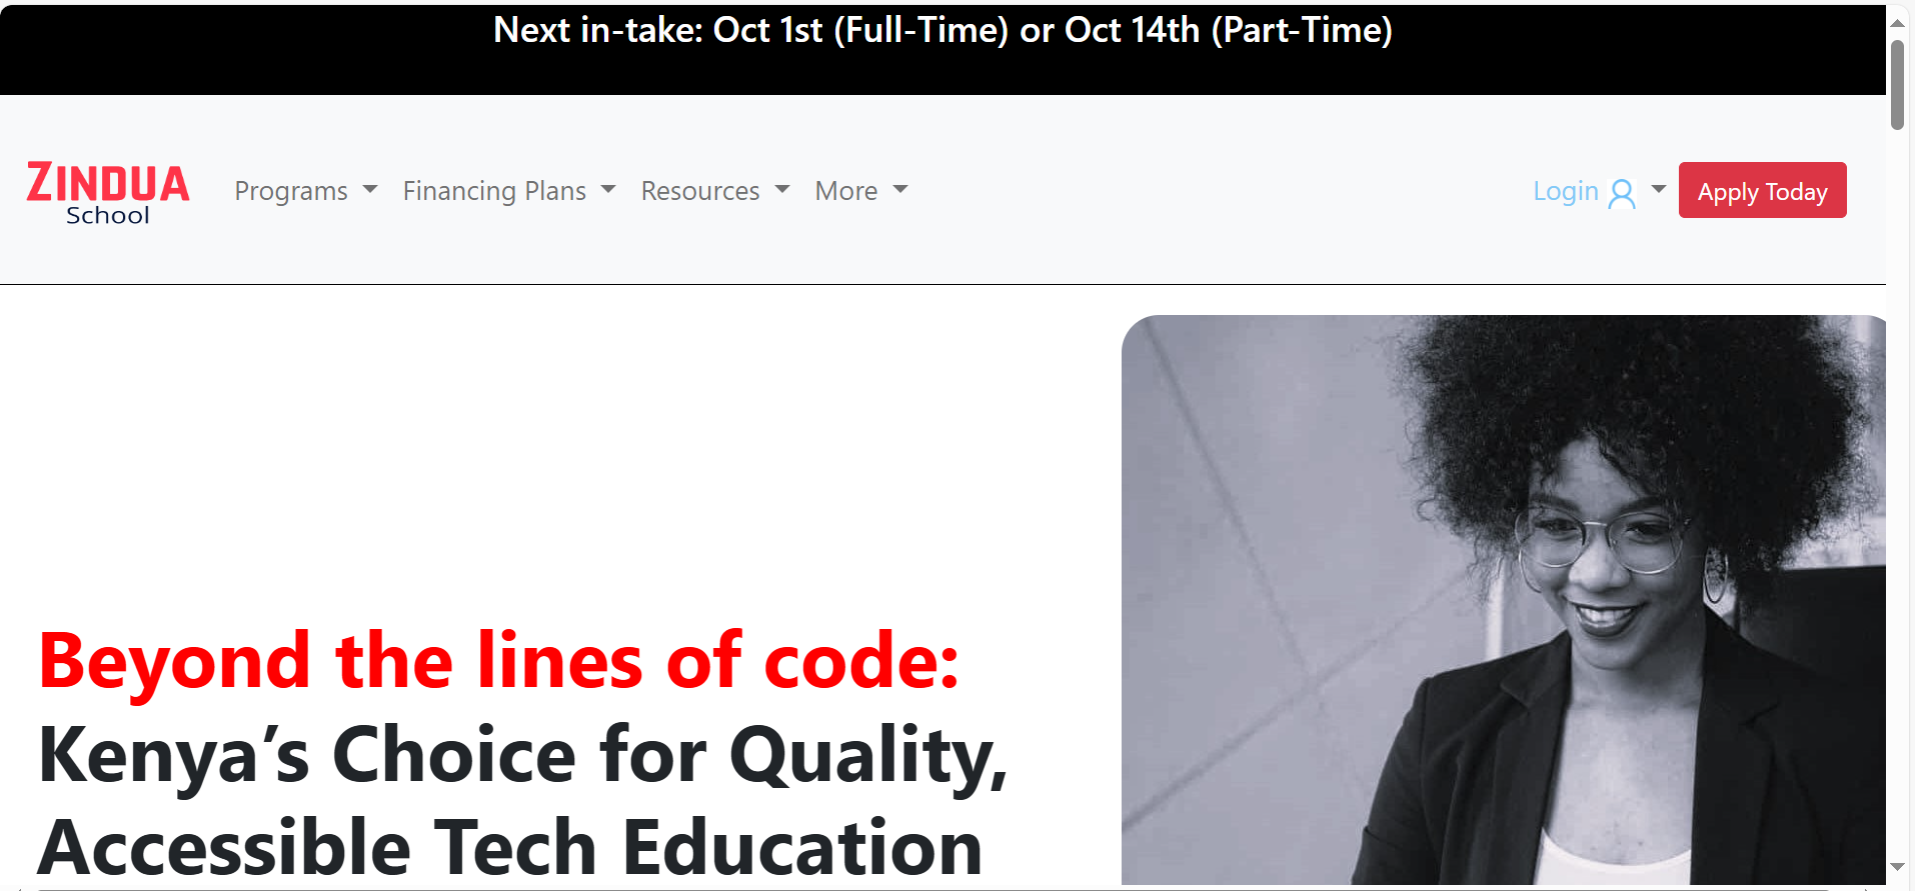 Next in-take: Oct 1st (Full-Time) or Oct 14th (Part-Time)
ZINDUA
School
Programs
Financing Plans
Resources
More
Login
Apply Today
Beyond the lines of code:
Kenya’s Choice for Quality,
Accessible Tech Education